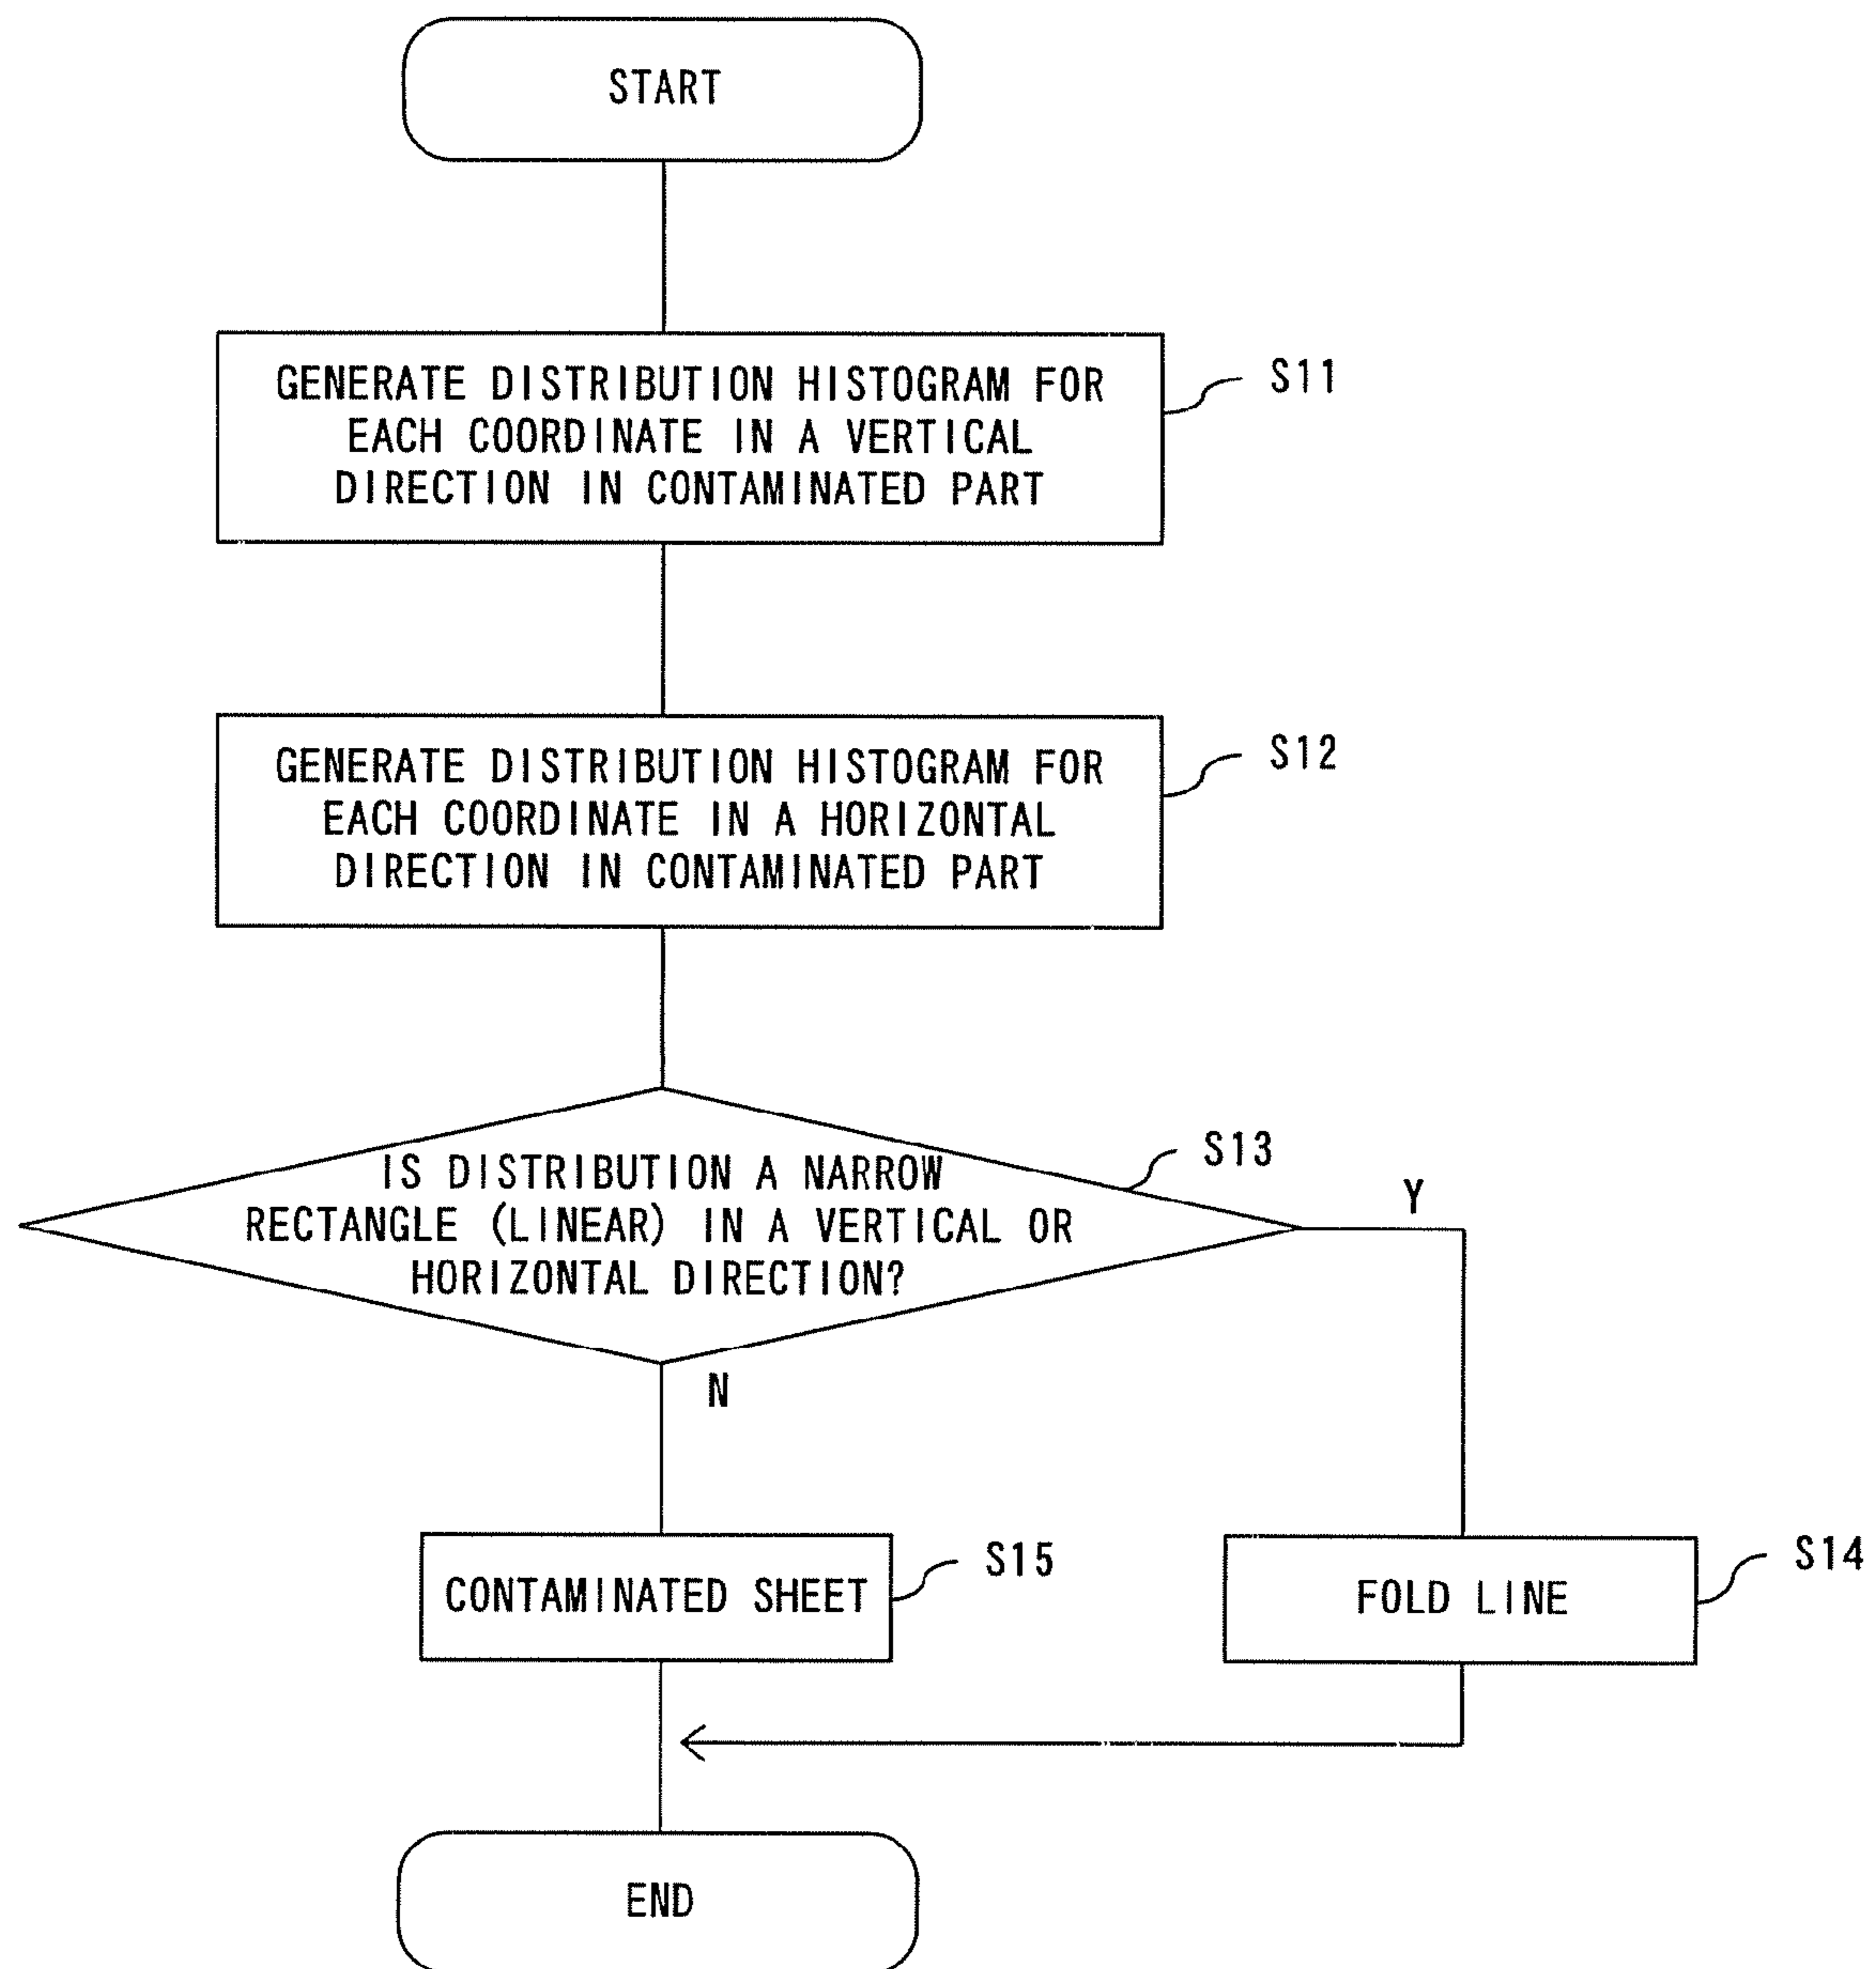 START
GENERATE DISTRIBUTION HISTOGRAM FOR
EACH COORDINATE IN A VERTICAL
DIRECTION IN CONTAMINATED PART
S11
GENERATE DISTRIBUTION HISTOGRAM FOR
EACH COORDINATE IN A HORIZONTAL
DIRECTION IN CONTAMINATED PART
S12
IS DISTRIBUTION A NARROW
RECTANGLE (LINEAR) IN A VERTICAL OR
HORIZONTAL DIRECTION?
S13
Y
N
CONTAMINATED SHEET
S15
FOLD LINE
S14
END